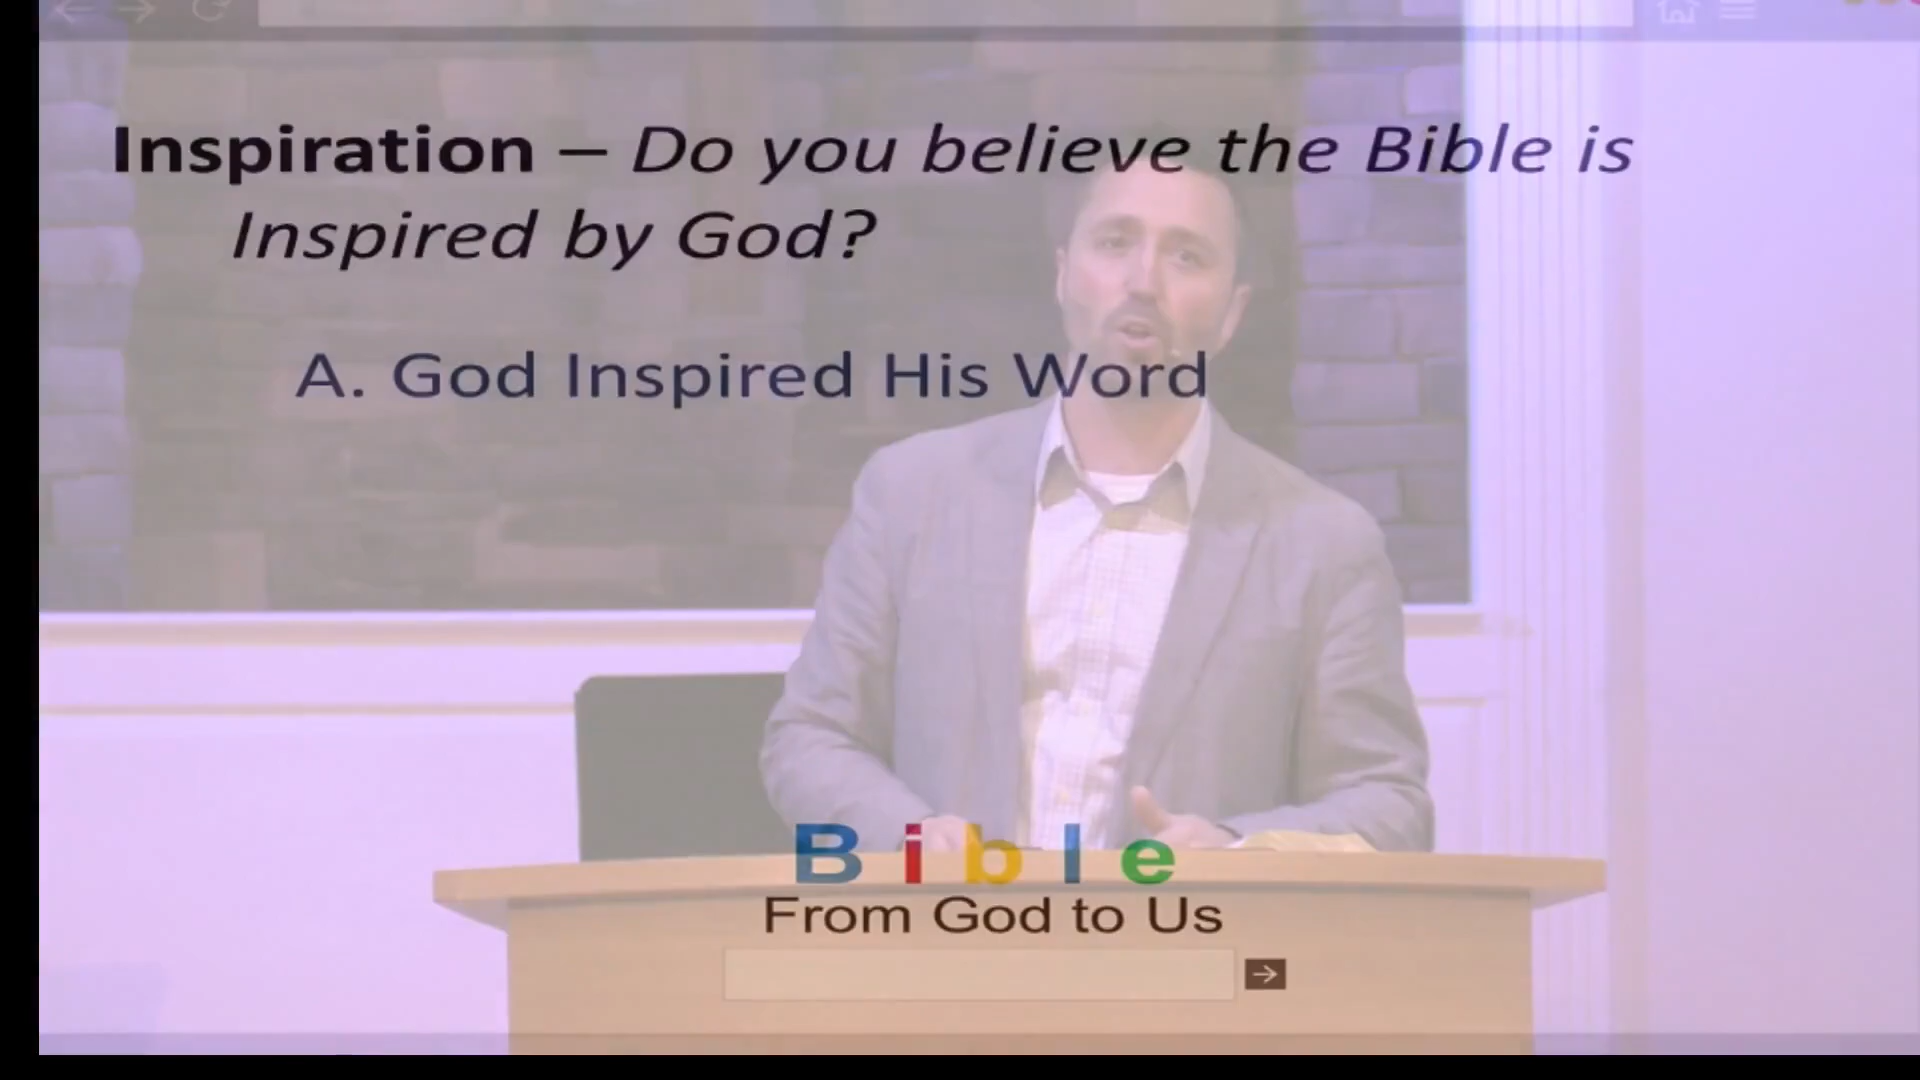 Inspiration – Do you believe the Bible is
Inspired by God?
A. God Inspired His Word
Bible
From God to Us